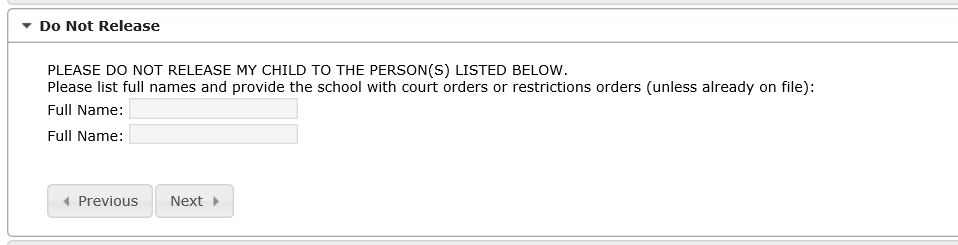 Do Not Release
PLEASE DO NOT RELEASE MY CHILD TO THE PERSON(S) LISTED BELOW.
Please list full names and provide the school with court orders or restrictions orders (unless already on file):
Full Name:
Full Name:
Previous Next